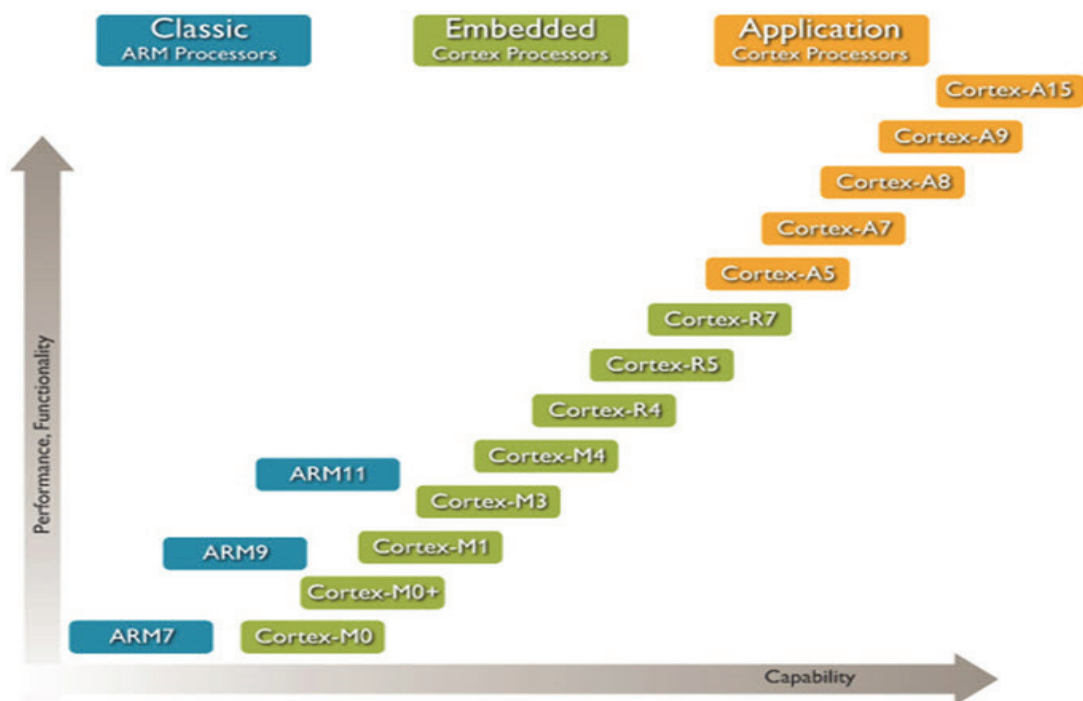 Classic
ARM Processors
Embedded
Cortex Processors
Application
Cortex Processors
Cortex-A15
Cortex-A9
Cortex-A8
Cortex-A7
Cortex-A5
Cortex-R7
Cortex-R5
Cortex-R4
Cortex-M4
ARM11
Cortex-M3
Cortex-M1
ARM9
Cortex-M0+
ARM7
Cortex-M0
Performance, Functionality
Capability